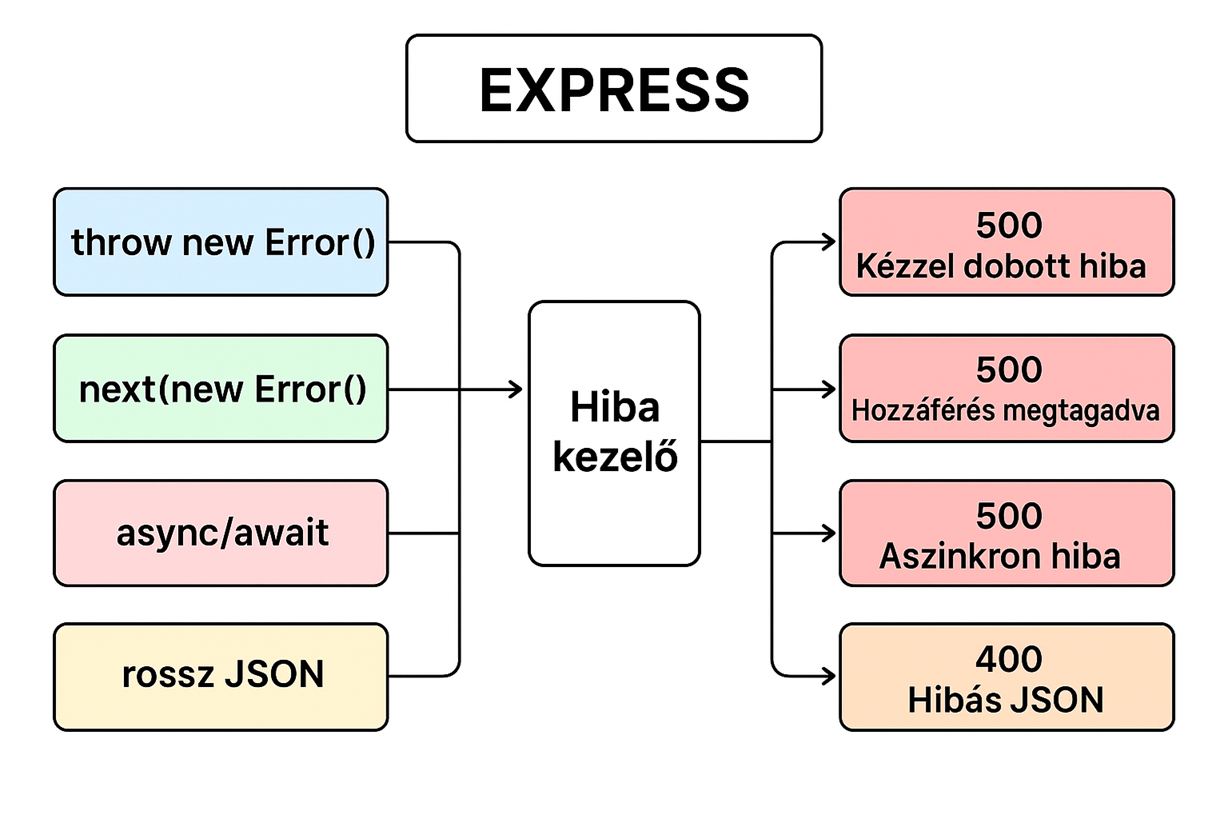 EXPRESS
throw new Error()
next(new Error()
async/await
rossz JSON
Hiba
kezelő
500
Kézzel dobott hiba
500
Hozzáférés megtagadva
500
Aszinkron hiba
400
Hibás JSON